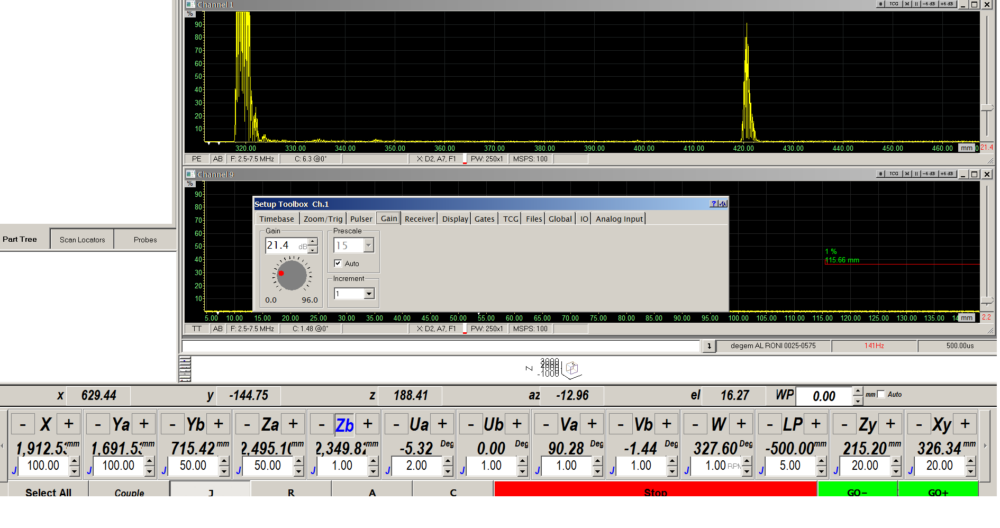 Channel 1
# TCG M II -6 dB +6 dB
%
90
80
70
60
50
40
30
20
10
320.00 330.00 340.00 350.00 360.00 370.00 380.00 390.00 400.00 410.00 420.00 430.00 440.00 450.00 460.00 mm 21.4
PE AB F: 2.5-7.5 MHz C: 6.3 @0° X: D2, A7, F1 PW: 250x1 MSPS: 100
Channel 9
# TCG M II -6 dB +6 dB
%
90
80
70
60
50
40
30
20
10
Setup Toolbox Ch.1
Timebase Zoom/Trig Pulser Gain Receiver Display Gates TCG Files Global IO Analog Input
Gain Prescale
21.4 dB 15
Auto
Increment
1
0.0 96.0
1 %
115.66 mm
5.00 10.00 15.00 20.00 25.00 30.00 35.00 40.00 45.00 50.00 55.00 60.00 65.00 70.00 75.00 80.00 85.00 90.00 95.00 100.00 105.00 110.00 115.00 120.00 125.00 130.00 135.00 mm 2.2
TT AB F: 2.5-7.5 MHz C: 1.48 @0° X: D2, A7, F1 PW: 250x1 MSPS: 100
Part Tree Scan Locators Probes
degem AL RONI 0025-0575 141Hz 500.00us
Z 3000
-1000
x 629.44 y -144.75 z 188.41 az -12.96 el 16.27 WP 0.00 mm Auto
- X + - Ya + - Yb + - Za + - Zb + - Ua + - Ub + - Va + - Vb + - W + - LP + - Zy + - Xy +
1,912.5 mm 1,691.5 mm 715.42 mm 2,495.1 mm 2,349.8 mm -5.32 Deg 0.00 Deg 90.28 Deg -1.44 Deg 327.60 Deg -500.00 mm 215.20 mm 326.34 mm
J 100.00 J 100.00 J 50.00 J 50.00 J 1.00 J 2.00 J 1.00 J 1.00 J 1.00 J 1.00 RPM J 5.00 J 20.00 J 20.00
Select All Couple J R A C Stop GO- GO+